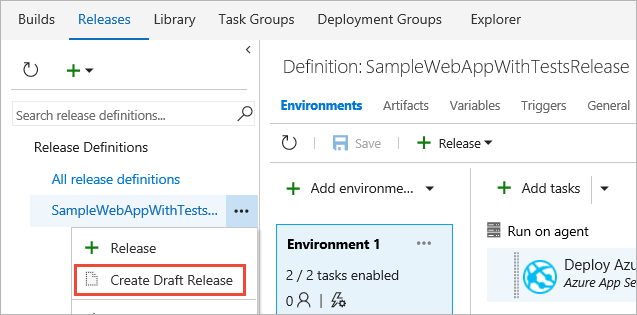 Builds Releases Library Task Groups Deployment Groups Explorer
Search release definitions...
Release Definitions
All release definitions
SampleWebAppWithTests... ...
Release
Create Draft Release
Definition: SampleWebAppWithTestsRelease
Environments Artifacts Variables Triggers General
Save Release
Add environme...
Environment 1 ...
2 / 2 tasks enabled
0
Add tasks
Run on agent
Deploy Azu
Azure App Se